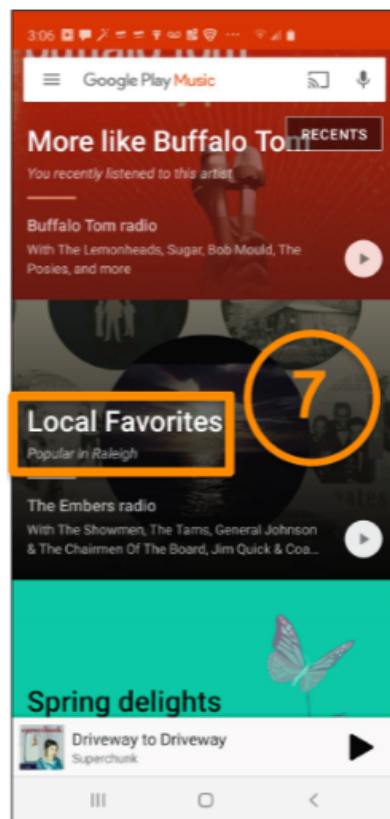 3:06
Google Play Music
RECENTS
More like Buffalo Tom
You recently listened to this artist
Buffalo Tom radio
With The Lemonheads, Sugar, Bob Mould, The
Posies, and more
7
Local Favorites
Popular in Raleigh
The Embers radio
With The Showmen, The Tams, General Johnson
& The Chairmen Of The Board, Jim Quick & Coa...
Spring delights
Driveway to Driveway
Superchunk